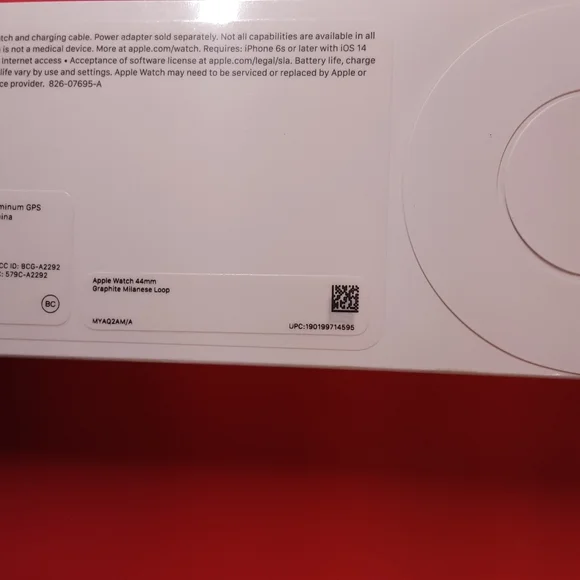 tch and charging cable. Power adapter sold separately. Not all capabilities are available in all
is not a medical device. More at apple.com/watch. Requires: iPhone 6s or later with iOS 14
Internet access • Acceptance of software license at apple.com/legal/sla. Battery life, charge
life vary by use and settings. Apple Watch may need to be serviced or replaced by Apple or
ce provider. 826-07695-A
minum GPS
ina
CC ID: BCG-A2292
: 579C-A2292
BC
Apple Watch 44mm
Graphite Milanese Loop
MYAQ2AM/A
UPC:190199714595